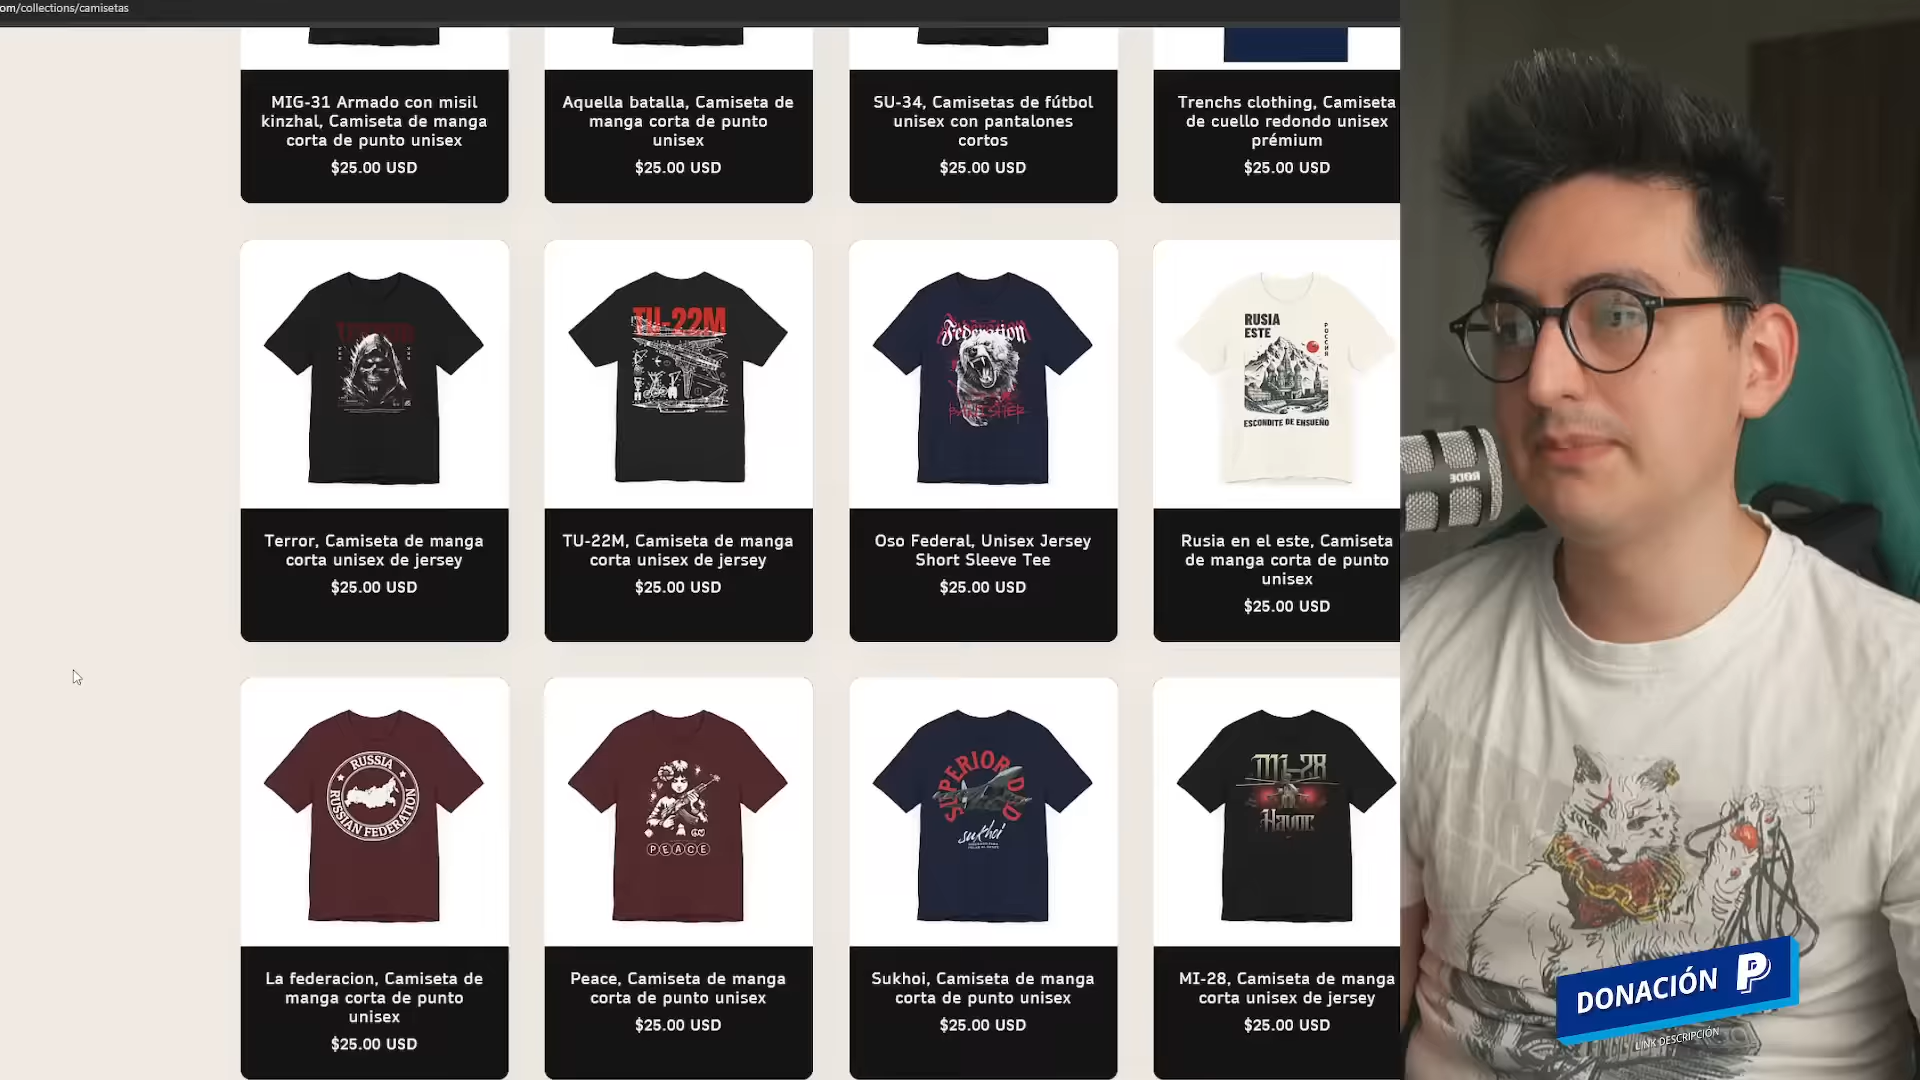 om/collections/camisetas
MIG-31 Armado con misil
kinzhal, Camiseta de manga
corta de punto unisex
$25.00 USD
Aquella batalla, Camiseta de
manga corta de punto
unisex
$25.00 USD
SU-34, Camisetas de fútbol
unisex con pantalones
cortos
$25.00 USD
Trenchs clothing, Camiseta
de cuello redondo unisex
prémium
$25.00 USD
TU-22M
Federation
RUSIA
ESTE
РОССИЯ
ESCONDITE DE ENSUEÑO
RODE
Terror, Camiseta de manga
corta unisex de jersey
$25.00 USD
TU-22M, Camiseta de manga
corta unisex de jersey
$25.00 USD
Oso Federal, Unisex Jersey
Short Sleeve Tee
$25.00 USD
Rusia en el este, Camiseta
de manga corta de punto
unisex
$25.00 USD
RUSSIA
RUSSIAN FEDERATION
PEACE
SUPERIORIDAD
sukhoi
MI-28
Havoc
La federacion, Camiseta de
manga corta de punto
unisex
$25.00 USD
Peace, Camiseta de manga
corta de punto unisex
$25.00 USD
Sukhoi, Camiseta de manga
corta de punto unisex
$25.00 USD
MI-28, Camiseta de manga
corta unisex de jersey
$25.00 USD
DONACIÓN
LINK DESCRIPCIÓN